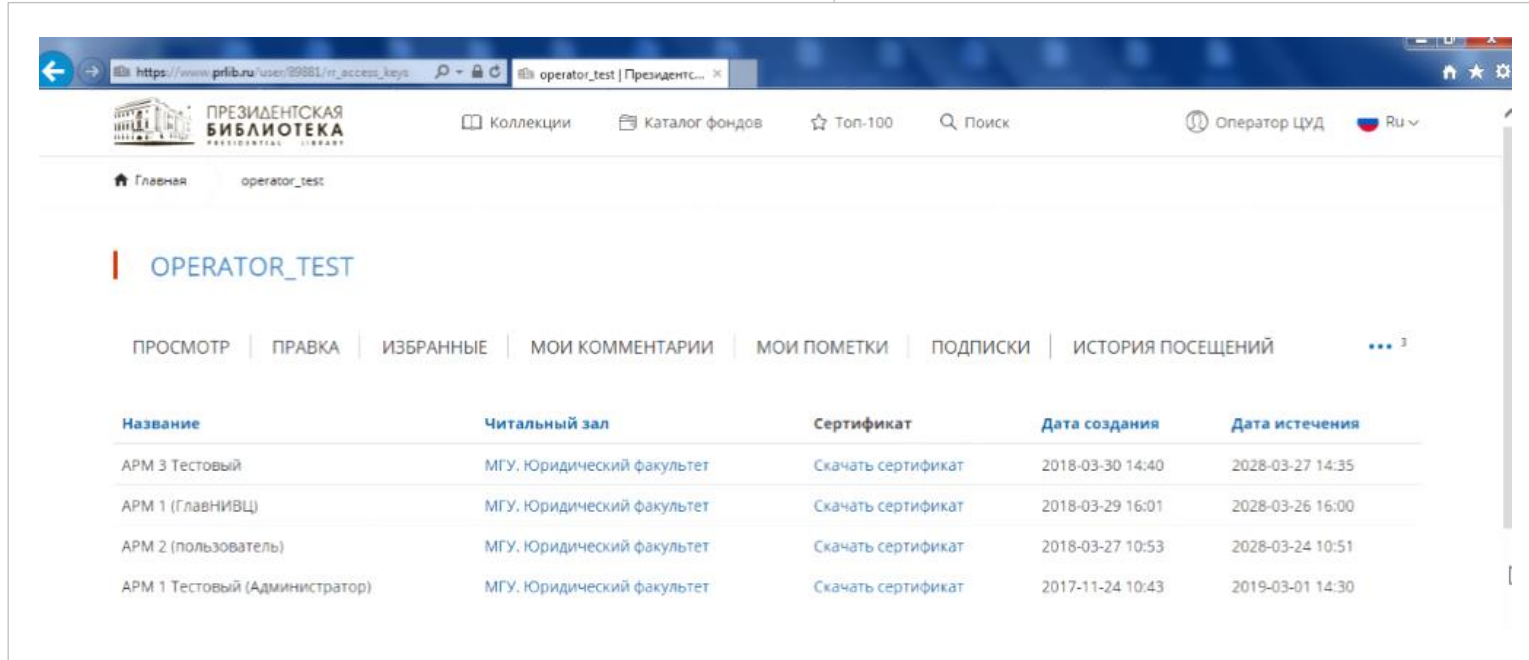 https://www.prlib.ru/user/89881/rr_access_keys operator_test | Президентс...
ПРЕЗИДЕНТСКАЯ
БИБЛИОТЕКА
PRESIDENTIAL LIBRARY
Коллекции Каталог фондов Топ-100 Поиск Оператор ЦУД Ru
Главная operator_test
OPERATOR_TEST
ПРОСМОТР ПРАВКА ИЗБРАННЫЕ МОИ КОММЕНТАРИИ МОИ ПОМЕТКИ ПОДПИСКИ ИСТОРИЯ ПОСЕЩЕНИЙ ••• 3
Название Читальный зал Сертификат Дата создания Дата истечения
АРМ 3 Тестовый МГУ. Юридический факультет Скачать сертификат 2018-03-30 14:40 2028-03-27 14:35
АРМ 1 (ГлавНИВЦ) МГУ. Юридический факультет Скачать сертификат 2018-03-29 16:01 2028-03-26 16:00
АРМ 2 (пользователь) МГУ. Юридический факультет Скачать сертификат 2018-03-27 10:53 2028-03-24 10:51
АРМ 1 Тестовый (Администратор) МГУ. Юридический факультет Скачать сертификат 2017-11-24 10:43 2019-03-01 14:30